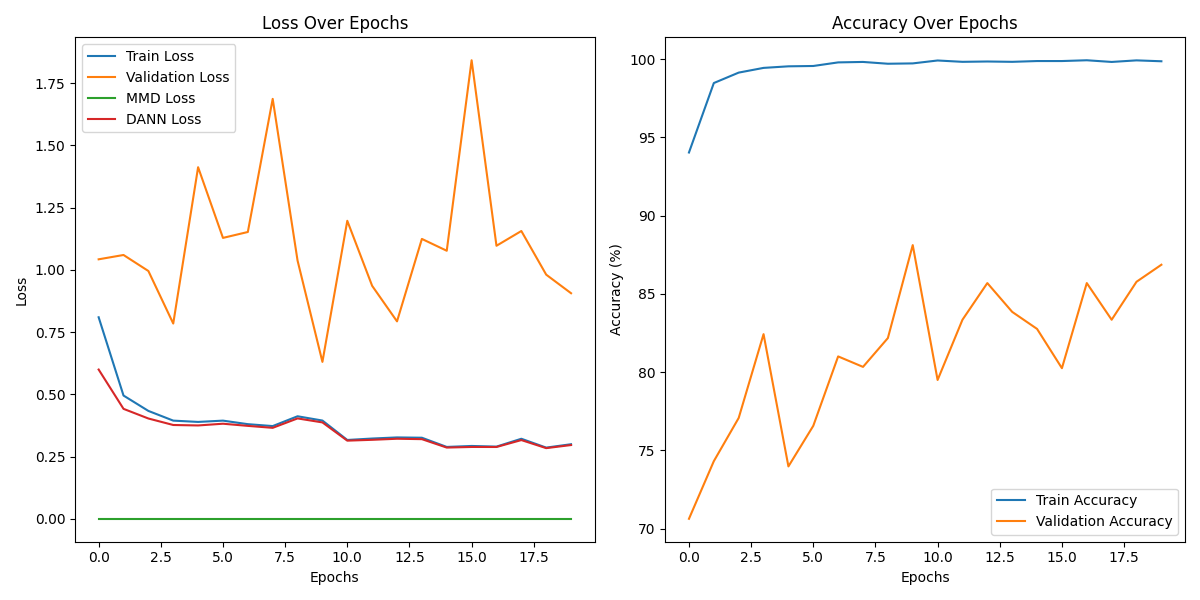 Loss Over Epochs
Train Loss
Validation Loss
MMD Loss
DANN Loss
1.75
1.50
1.25
1.00
0.75
0.50
0.25
0.00
Loss
0.0 2.5 5.0 7.5 10.0 12.5 15.0 17.5
Epochs
Accuracy Over Epochs
100
95
90
85
80
75
70
Accuracy (%)
Train Accuracy
Validation Accuracy
0.0 2.5 5.0 7.5 10.0 12.5 15.0 17.5
Epochs